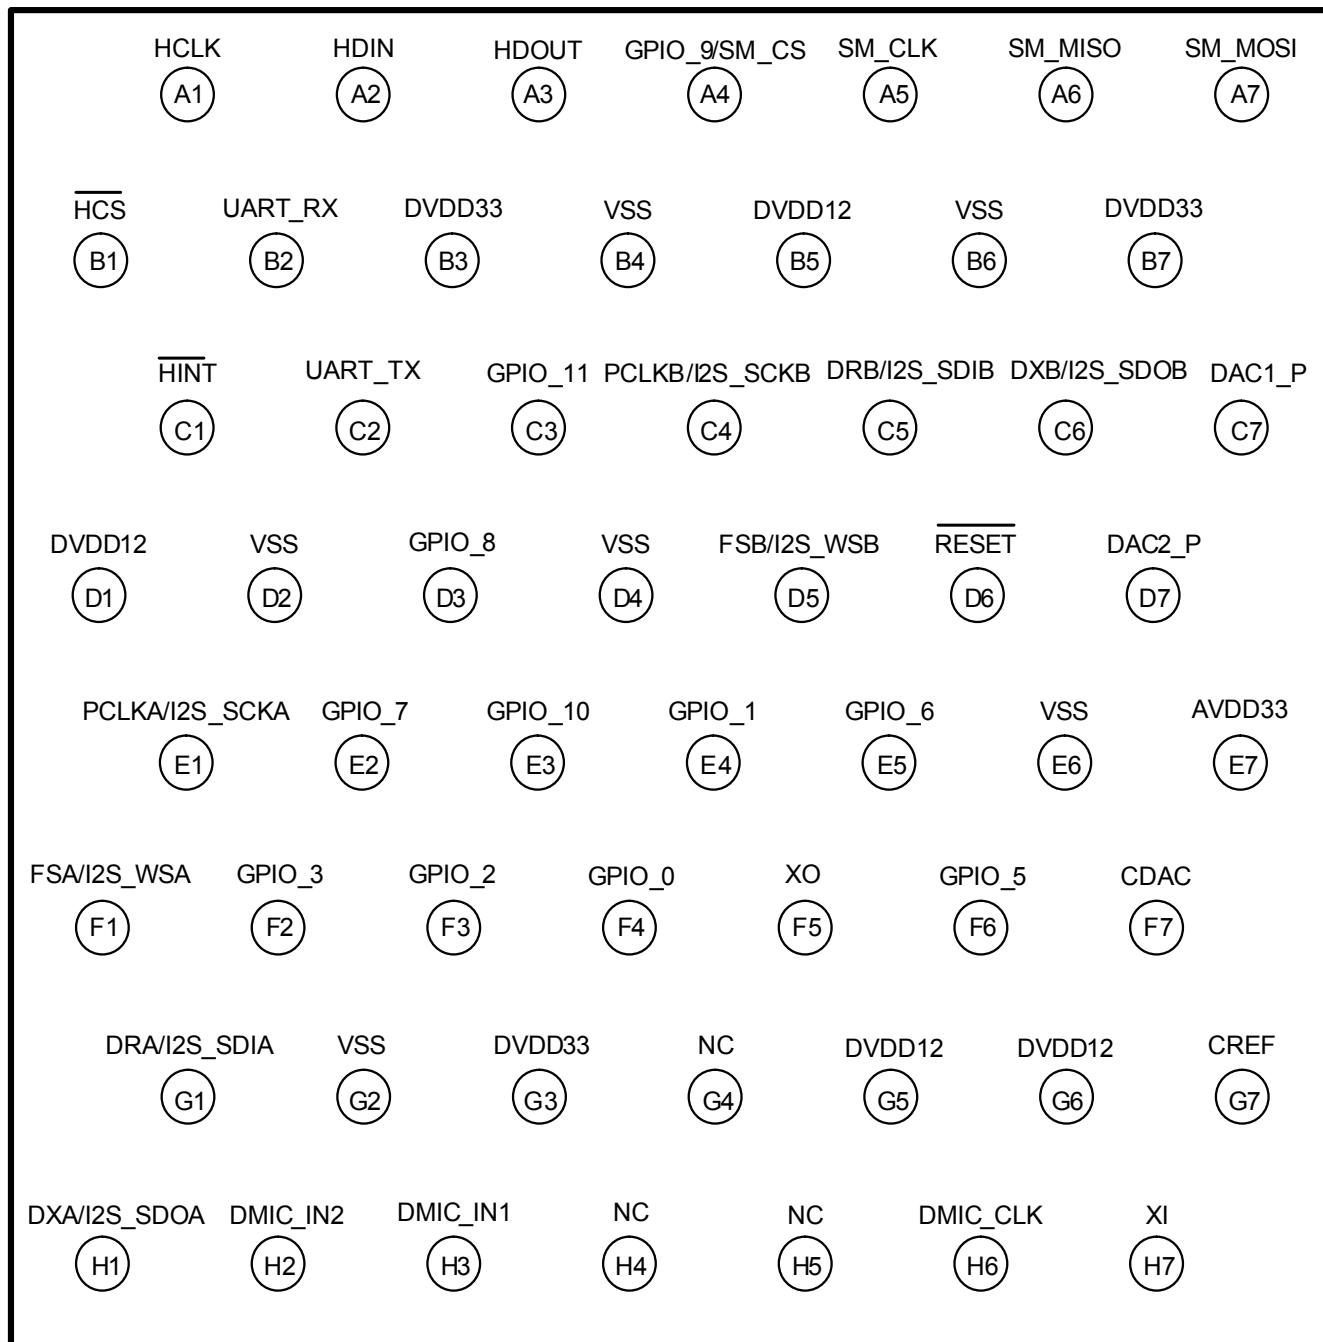 HCLK HDIN HDOUT GPIO_9/SM_CS SM_CLK SM_MISO SM_MOSI
A1 A2 A3 A4 A5 A6 A7
HCS UART_RX DVDD33 VSS DVDD12 VSS DVDD33
B1 B2 B3 B4 B5 B6 B7
HINT UART_TX GPIO_11 PCLKB/I2S_SCKB DRB/I2S_SDIB DXB/I2S_SDOB DAC1_P
C1 C2 C3 C4 C5 C6 C7
DVDD12 VSS GPIO_8 VSS FSB/I2S_WSB RESET DAC2_P
D1 D2 D3 D4 D5 D6 D7
PCLKA/I2S_SCKA GPIO_7 GPIO_10 GPIO_1 GPIO_6 VSS AVDD33
E1 E2 E3 E4 E5 E6 E7
FSA/I2S_WSA GPIO_3 GPIO_2 GPIO_0 XO GPIO_5 CDAC
F1 F2 F3 F4 F5 F6 F7
DRA/I2S_SDIA VSS DVDD33 NC DVDD12 DVDD12 CREF
G1 G2 G3 G4 G5 G6 G7
DXA/I2S_SDOA DMIC_IN2 DMIC_IN1 NC NC DMIC_CLK XI
H1 H2 H3 H4 H5 H6 H7